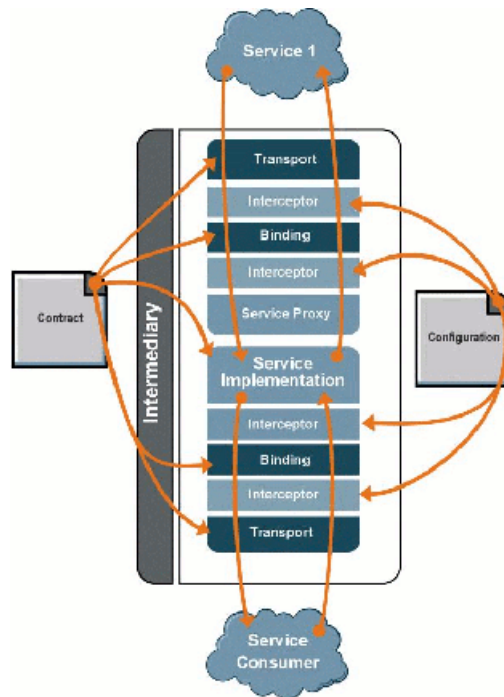 Service 1
Transport
Interceptor
Binding
Interceptor
Service Proxy
Contract
Intermediary
Configuration
Service
Implementation
Interceptor
Binding
Interceptor
Transport
Service
Consumer